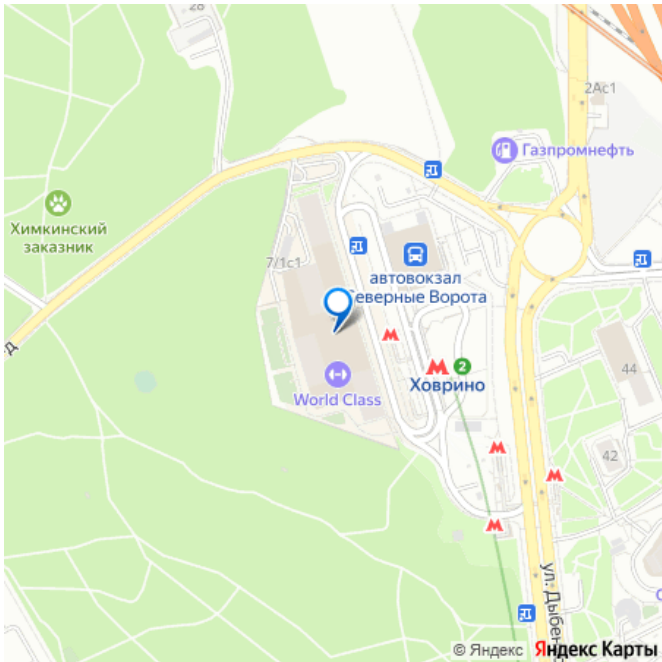 28
2Ас1
Газпромнефть
Химкинский
заказник
7/1с1
автовокзал
Северные Ворота
2
Ховрино
44
World Class
42
ул. Дыбен
© Яндекс Яндекс Карты